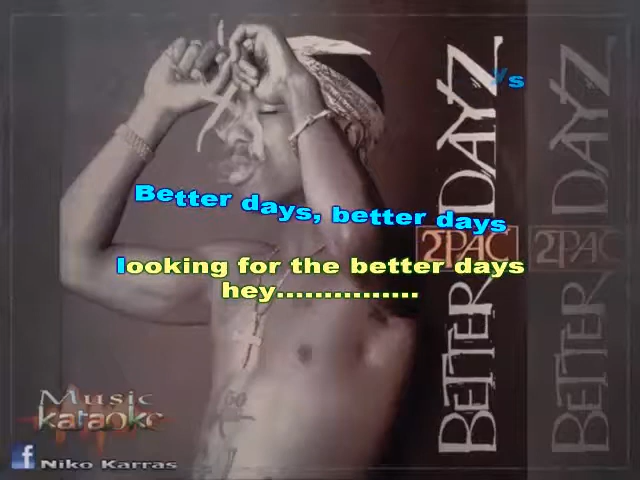 ys
Better days, better days
looking for the better days
hey...............
BETTER DAYZ
2PAC
BETTER DAYZ
2PAC
Music
karaoke
f Niko Karras